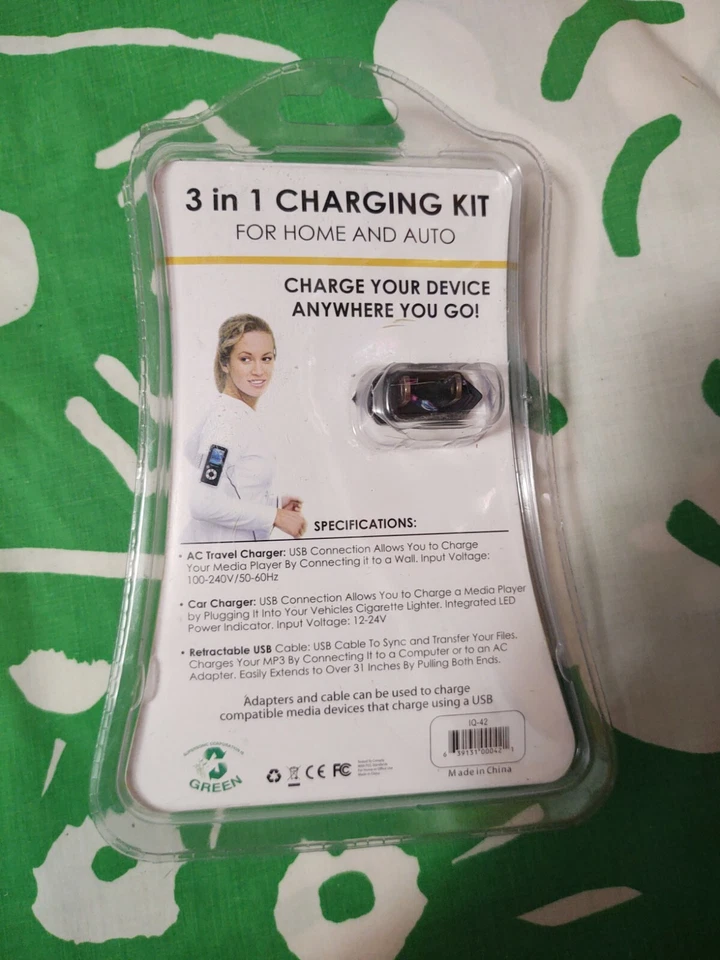 3 in 1 CHARGING KIT
FOR HOME AND AUTO
CHARGE YOUR DEVICE
ANYWHERE YOU GO!
SPECIFICATIONS:
• AC Travel Charger: USB Connection Allows You to Charge
Your Media Player By Connecting it to a Wall. Input Voltage:
100-240V/50-60Hz
• Car Charger: USB Connection Allows You to Charge a Media Player
by Plugging It Into Your Vehicles Cigarette Lighter. Integrated LED
Power Indicator. Input Voltage: 12-24V
• Retractable USB Cable: USB Cable To Sync and Transfer Your Files.
Charges Your MP3 By Connecting It to a Computer or to an AC
Adapter. Easily Extends to Over 31 Inches By Pulling Both Ends.
Adapters and cable can be used to charge
compatible media devices that charge using a USB
IQ-42
6 39131 00042 1
Made in China
GREEN
CE FC